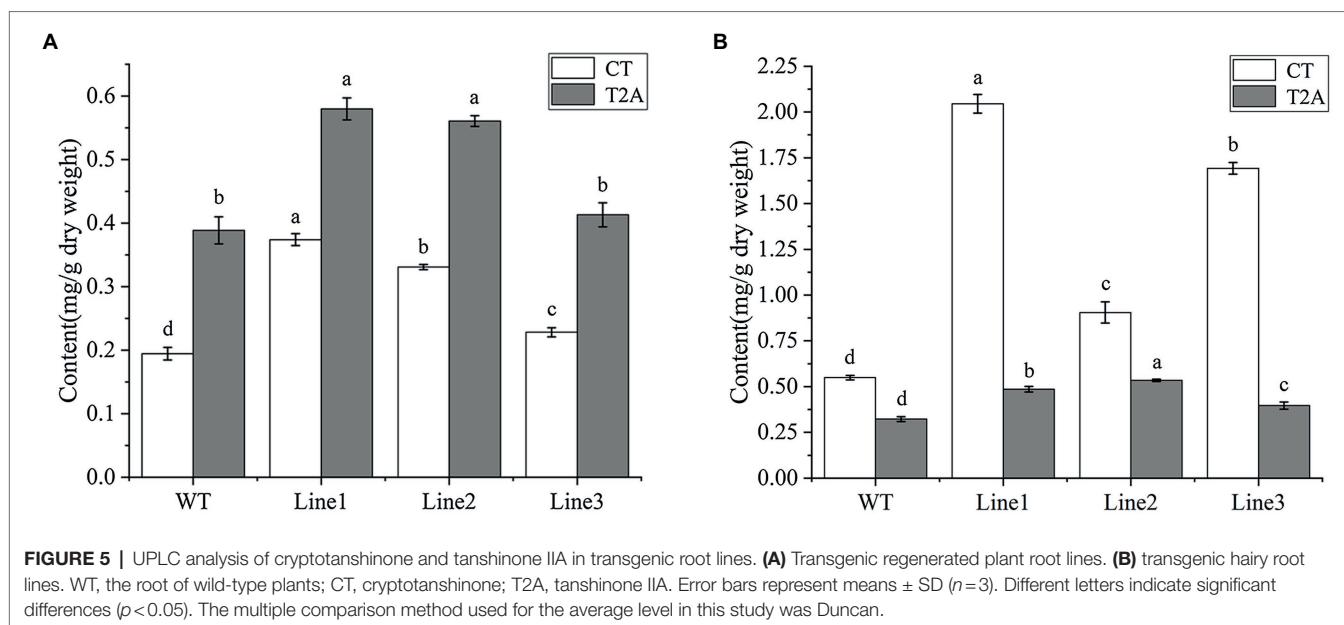 A
CT
T2A
Content(mg/g dry weight)
0.6
0.5
0.4
0.3
0.2
0.1
0.0
d
b
a
a
b
a
c
b
WT
Line1
Line2
Line3
B
CT
T2A
Content(mg/g dry weight)
2.25
2.00
1.75
1.50
1.25
1.00
0.75
0.50
0.25
0.00
d
d
a
b
c
a
b
c
WT
Line1
Line2
Line3
FIGURE 5 | UPLC analysis of cryptotanshinone and tanshinone IIA in transgenic root lines. (A) Transgenic regenerated plant root lines. (B) transgenic hairy root
lines. WT, the root of wild-type plants; CT, cryptotanshinone; T2A, tanshinone IIA. Error bars represent means ± SD (n=3). Different letters indicate significant
differences (p<0.05). The multiple comparison method used for the average level in this study was Duncan.